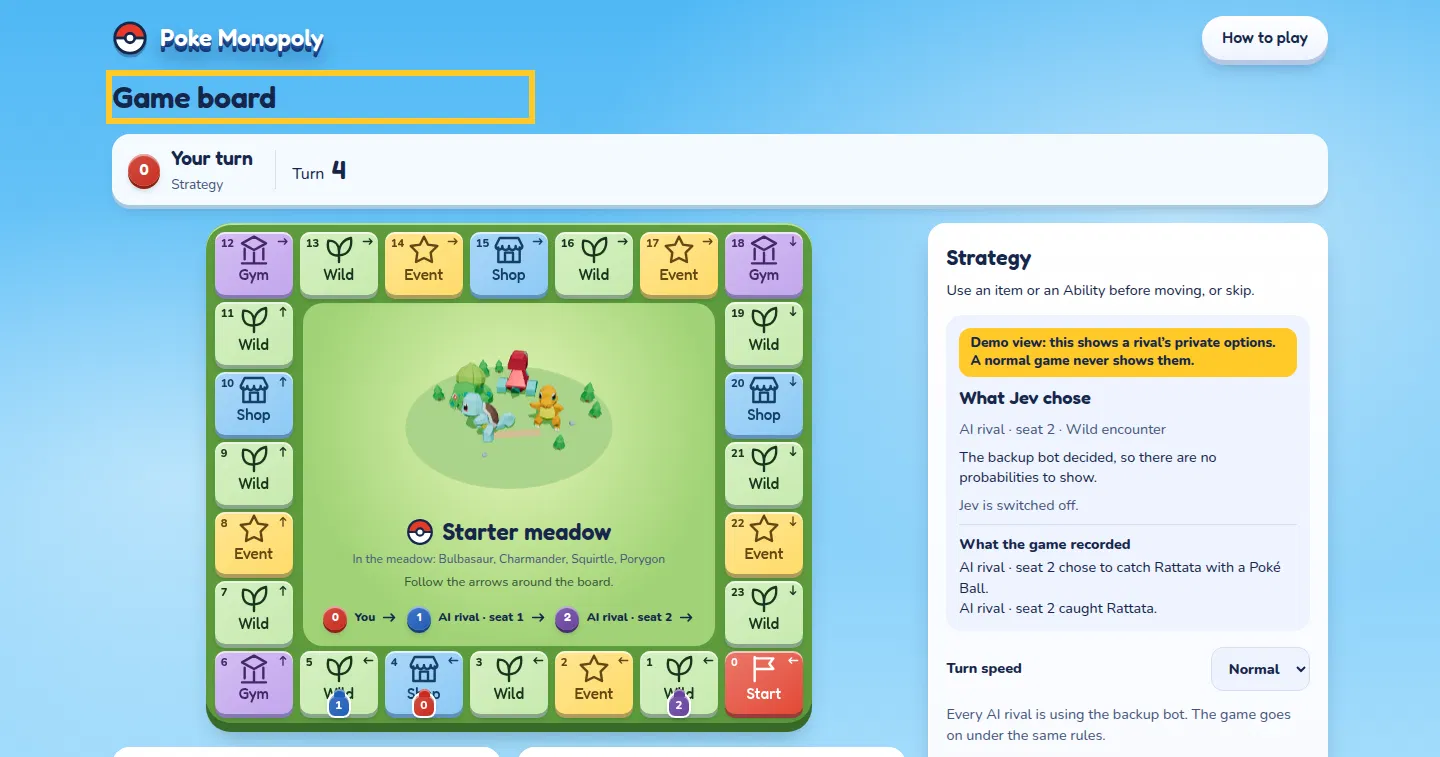 Poke Monopoly
How to play
Game board
0
Your turn
Strategy
Turn 4
12 →
Gym
13 →
Wild
14 →
Event
15 →
Shop
16 →
Wild
17 →
Event
18 ↓
Gym
11 ↑
Wild
19 ↓
Wild
10 ↑
Shop
20 ↓
Shop
9 ↑
Wild
21 ↓
Wild
8 ↑
Event
22 ↓
Event
7 ↑
Wild
23 ↓
Wild
Starter meadow
In the meadow: Bulbasaur, Charmander, Squirtle, Porygon
Follow the arrows around the board.
0 You → 1 AI rival · seat 1 → 2 AI rival · seat 2 →
6 ↑
Gym
5 ←
Wild
1
4 ←
Shop
0
3 ←
Wild
2 ←
Event
1 ←
Wild
2
0 ←
Start
Strategy
Use an item or an Ability before moving, or skip.
Demo view: this shows a rival's private options.
A normal game never shows them.
What Jev chose
AI rival · seat 2 · Wild encounter
The backup bot decided, so there are no
probabilities to show.
Jev is switched off.
What the game recorded
AI rival · seat 2 chose to catch Rattata with a Poké
Ball.
AI rival · seat 2 caught Rattata.
Turn speed
Normal
Every AI rival is using the backup bot. The game goes
on under the same rules.